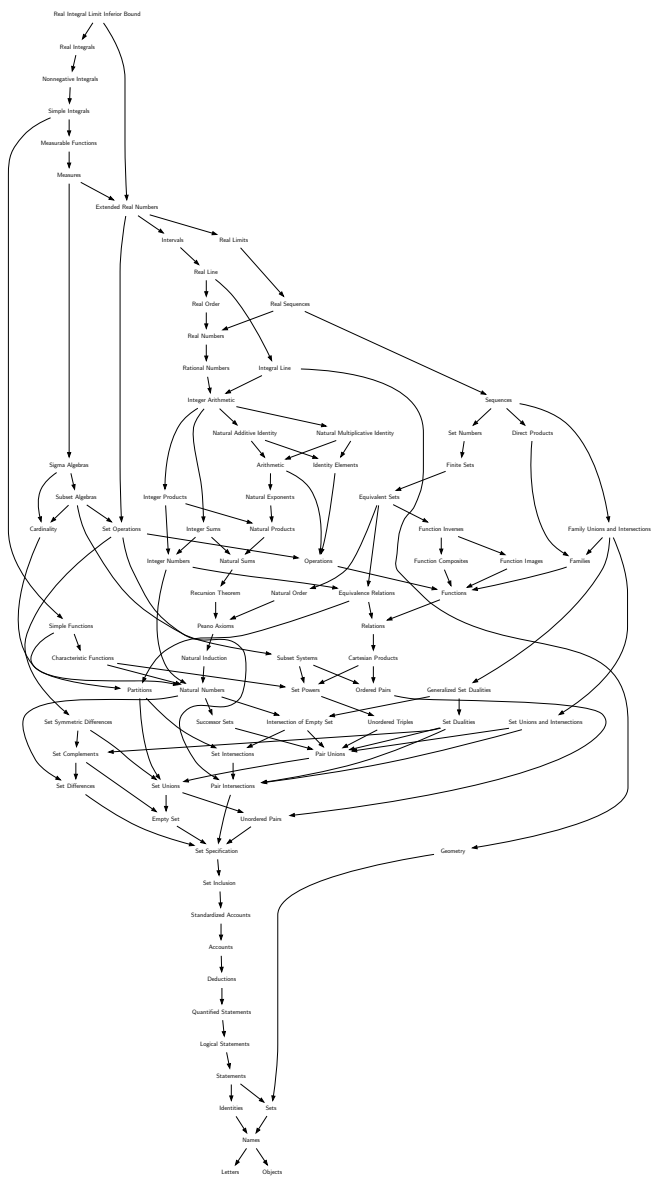 Real Integral Limit Inferior Bound
Real Integrals
Nonnegative Integrals
Simple Integrals
Measurable Functions
Measures
Extended Real Numbers
Intervals
Real Limits
Real Line
Real Order
Real Sequences
Real Numbers
Rational Numbers
Integral Line
Integer Arithmetic
Sequences
Natural Additive Identity
Natural Multiplicative Identity
Set Numbers
Direct Products
Sigma Algebras
Arithmetic
Identity Elements
Finite Sets
Subset Algebras
Integer Products
Natural Exponents
Equivalent Sets
Cardinality
Set Operations
Integer Sums
Natural Products
Function Inverses
Family Unions and Intersections
Integer Numbers
Natural Sums
Operations
Function Composites
Function Images
Families
Recursion Theorem
Natural Order
Equivalence Relations
Functions
Simple Functions
Peano Axioms
Relations
Characteristic Functions
Natural Induction
Subset Systems
Cartesian Products
Partitions
Natural Numbers
Set Powers
Ordered Pairs
Generalized Set Dualities
Set Symmetric Differences
Successor Sets
Intersection of Empty Set
Unordered Triples
Set Dualities
Set Unions and Intersections
Set Complements
Set Intersections
Pair Unions
Set Differences
Set Unions
Pair Intersections
Empty Set
Unordered Pairs
Set Specification
Geometry
Set Inclusion
Standardized Accounts
Accounts
Deductions
Quantified Statements
Logical Statements
Statements
Identities
Sets
Names
Letters
Objects